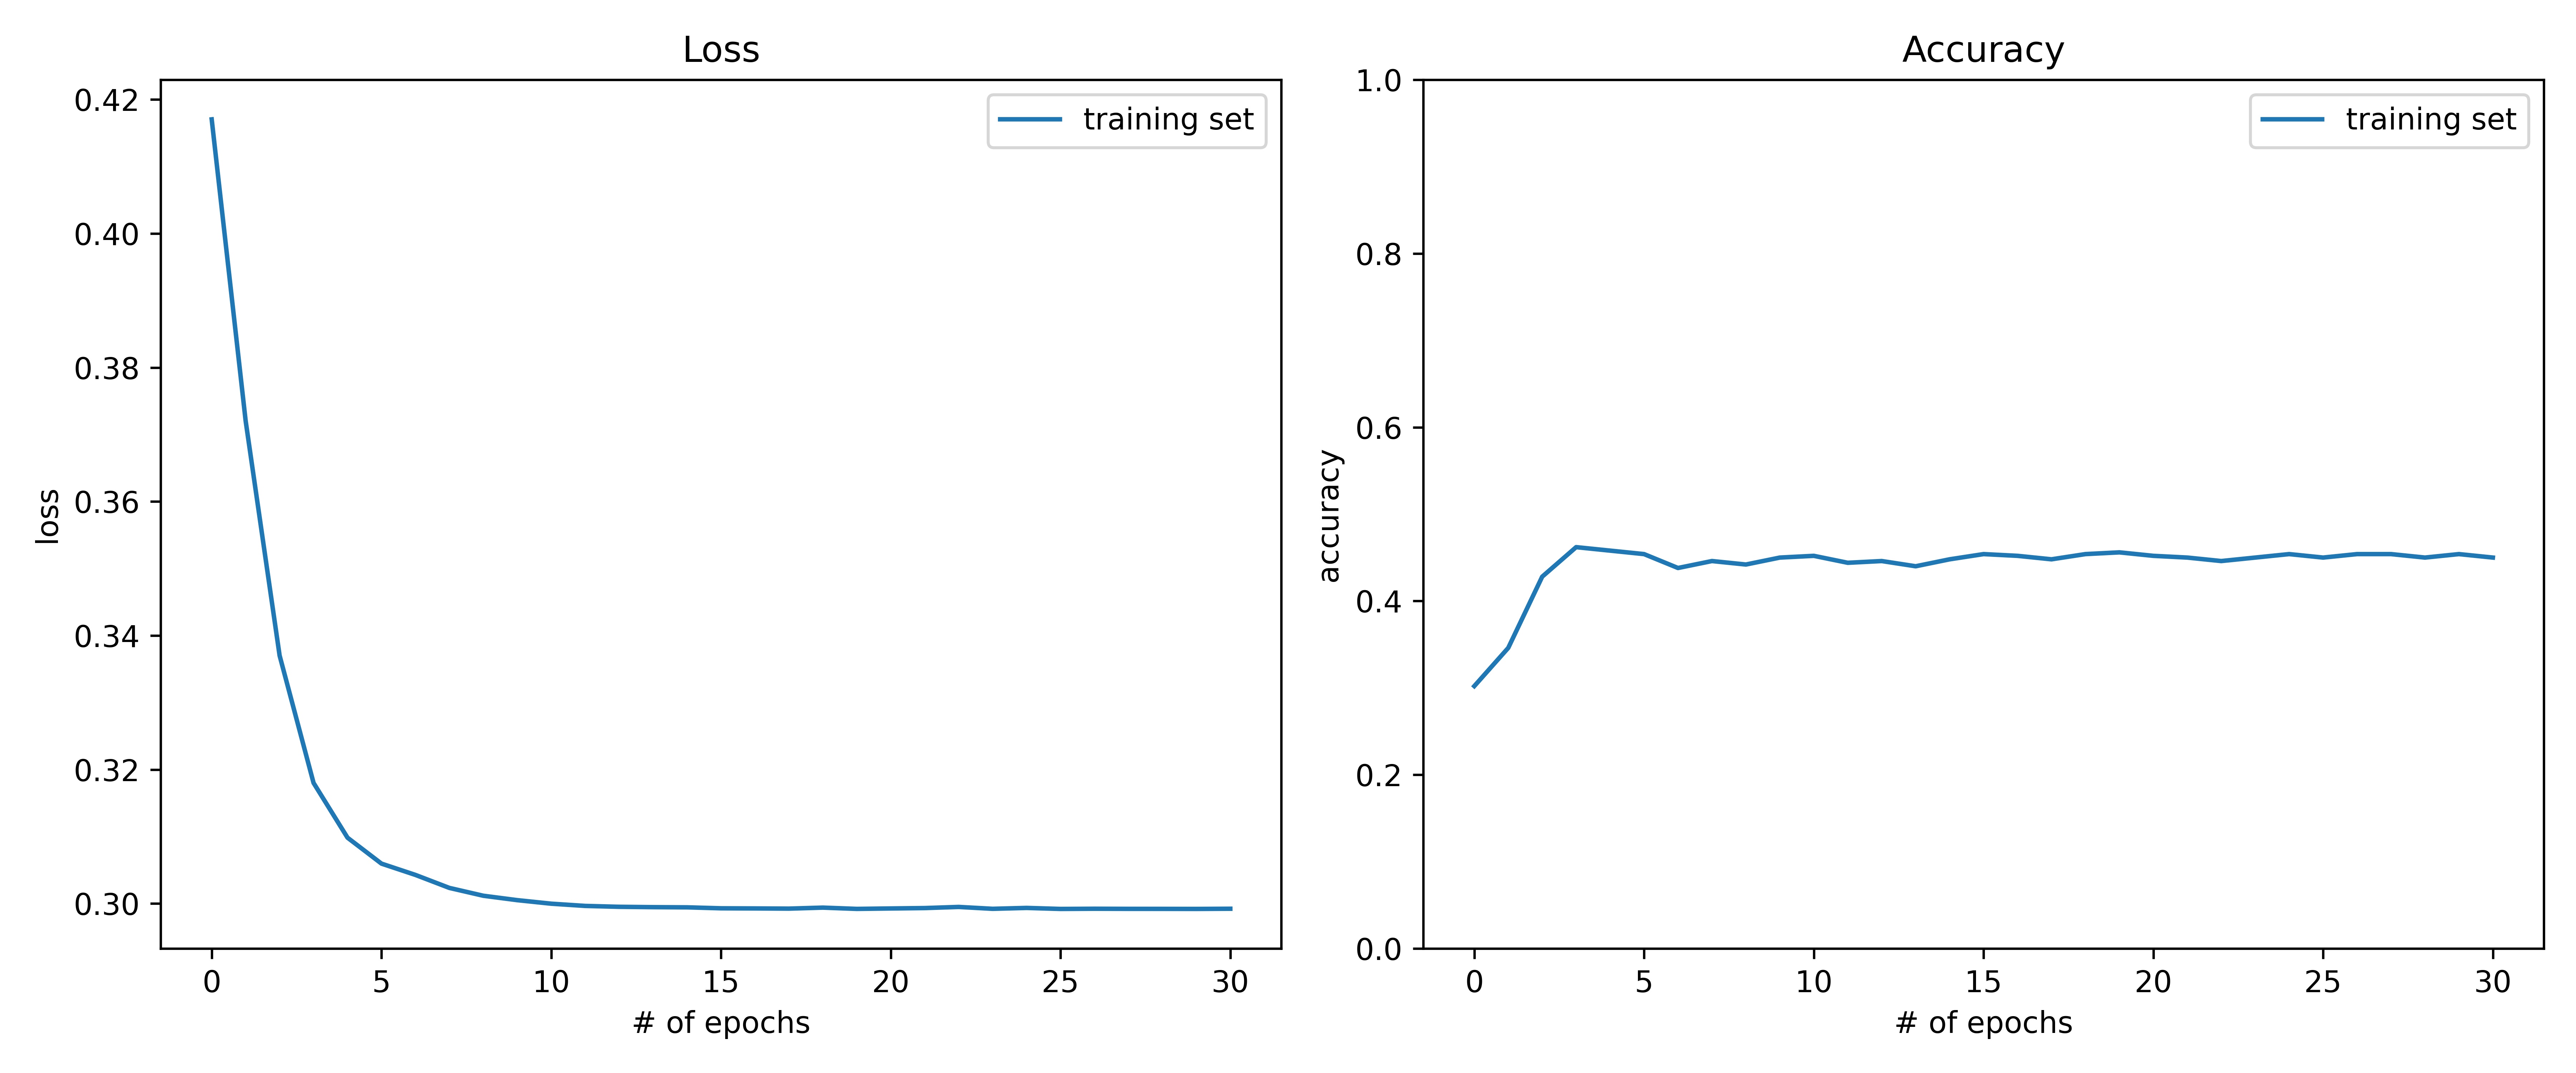 Loss
0.42
0.40
0.38
0.36
0.34
0.32
0.30
loss
training set
0 5 10 15 20 25 30
# of epochs
Accuracy
1.0
0.8
0.6
0.4
0.2
0.0
accuracy
training set
0 5 10 15 20 25 30
# of epochs